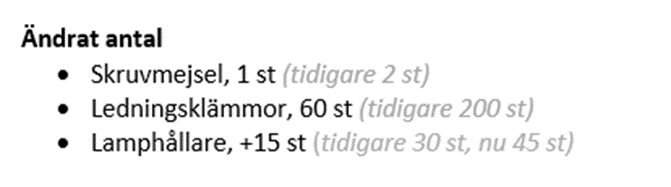 Ändrat antal
• Skruvmejsel, 1 st (tidigare 2 st)
• Ledningsklämmor, 60 st (tidigare 200 st)
• Lamphållare, +15 st (tidigare 30 st, nu 45 st)